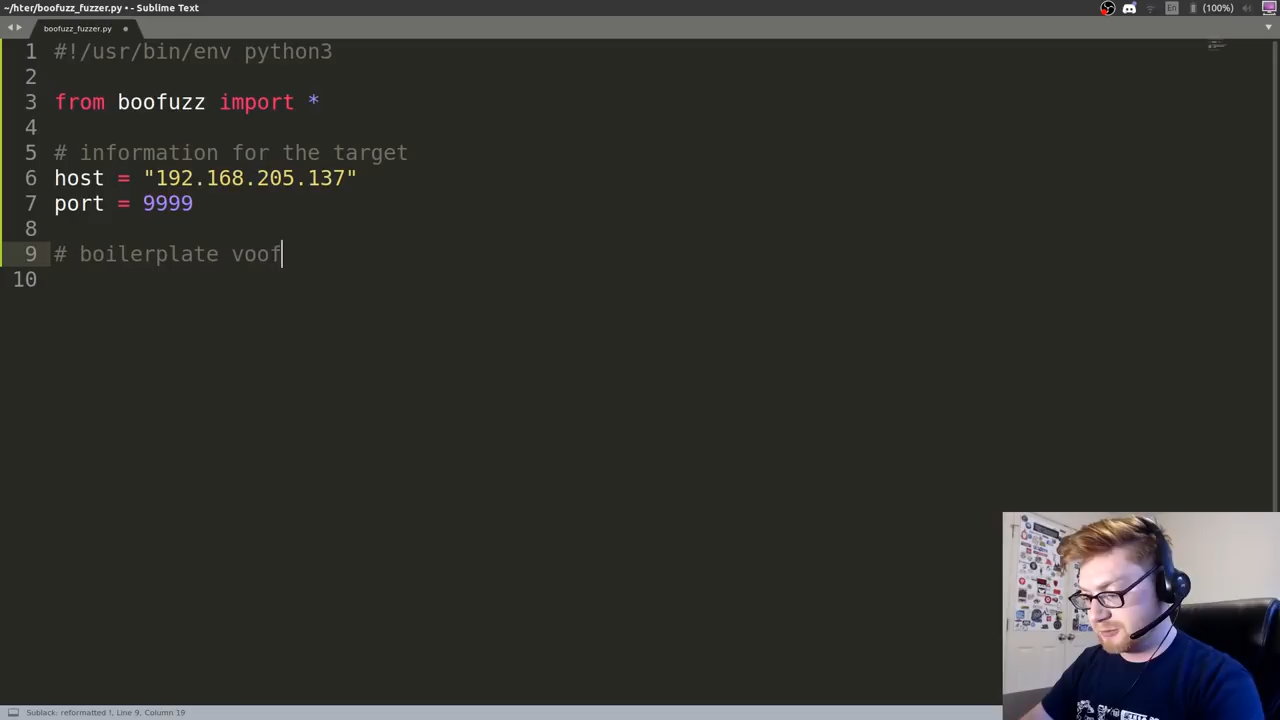 ~/hter/boofuzz_fuzzer.py • - Sublime Text
En
(100%)
boofuzz_fuzzer.py
1 #!/usr/bin/env python3
2
3 from boofuzz import *
4
5 # information for the target
6 host = "192.168.205.137"
7 port = 9999
8
9 # boilerplate voof
10
Sublack: reformatted !, Line 9, Column 19